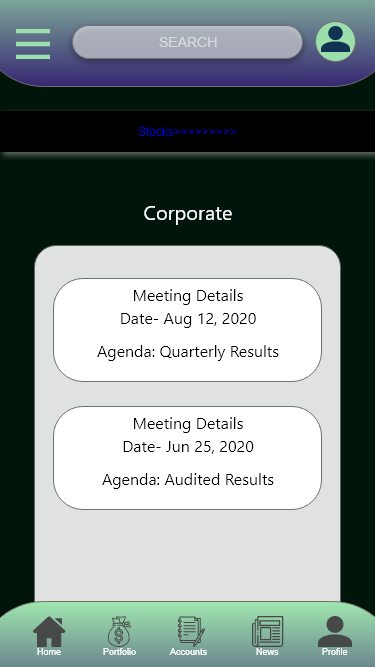 SEARCH
Stocks>>>>>>>>>
Corporate
Meeting Details
Date- Aug 12, 2020
Agenda: Quarterly Results
Meeting Details
Date- Jun 25, 2020
Agenda: Audited Results
Home Portfolio Accounts News Profile